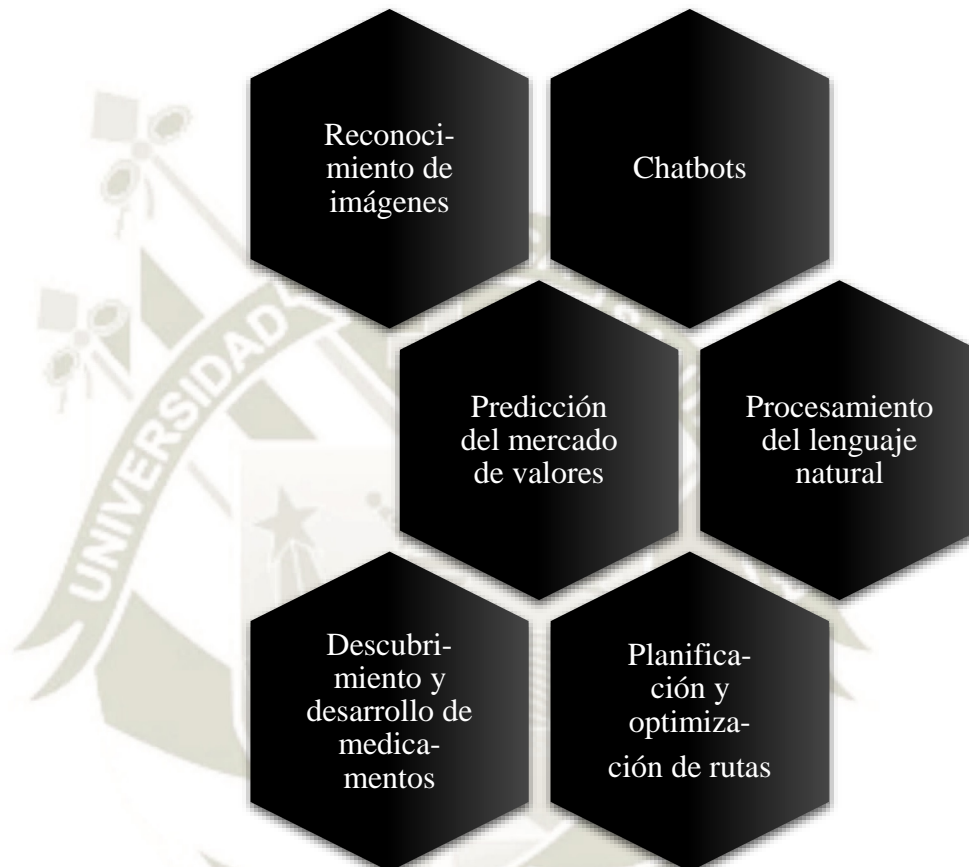 Reconoci-
miento de
imágenes
Chatbots
Predicción
del mercado
de valores
Procesamiento
del lenguaje
natural
Descubri-
miento y
desarrollo de
medica-
mentos
Planifica-
ción y
optimiza-
ción de rutas
UNIVERSIDAD